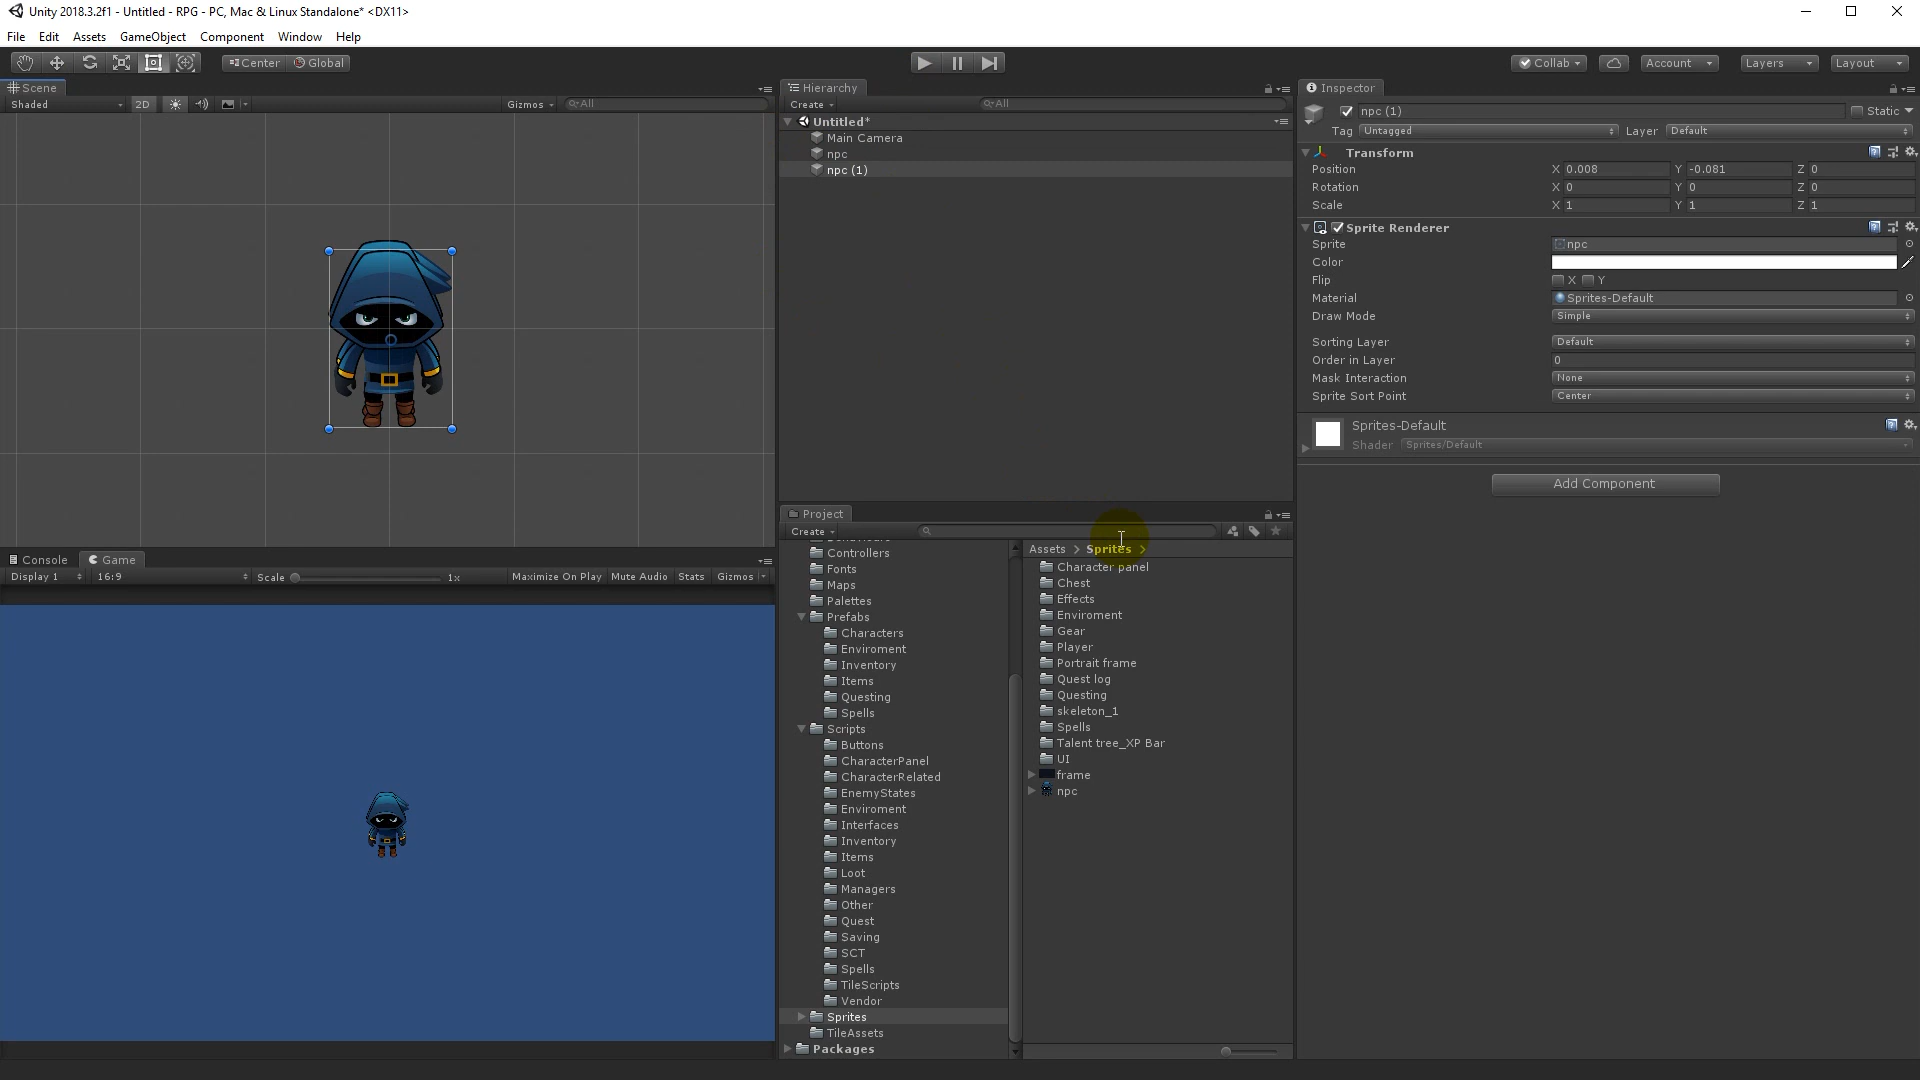 Unity 2018.3.2f1 - Untitled - RPG - PC, Mac & Linux Standalone* <DX11>
File Edit Assets GameObject Component Window Help
Center Global Collab Account Layers Layout
Scene
Shaded 2D Gizmos All
Hierarchy
Create All
Untitled*
Main Camera
npc
npc (1)
Inspector
npc (1) Static
Tag Untagged Layer Default
Transform
Position X 0.008 Y -0.081 Z 0
Rotation X 0 Y 0 Z 0
Scale X 1 Y 1 Z 1
Sprite Renderer
Sprite npc
Color
Flip X Y
Material Sprites-Default
Draw Mode Simple
Sorting Layer Default
Order in Layer 0
Mask Interaction None
Sprite Sort Point Center
Sprites-Default
Shader Sprites/Default
Add Component
Console Game
Display 1 16:9 Scale 1x Maximize On Play Mute Audio Stats Gizmos
Project
Create
Controllers
Fonts
Maps
Palettes
Prefabs
Characters
Enviroment
Inventory
Items
Questing
Spells
Scripts
Buttons
CharacterPanel
CharacterRelated
EnemyStates
Enviroment
Interfaces
Inventory
Items
Loot
Managers
Other
Quest
Saving
SCT
Spells
TileScripts
Vendor
Sprites
TileAssets
Packages
Assets Sprites
Character panel
Chest
Effects
Enviroment
Gear
Player
Portrait frame
Quest log
Questing
skeleton_1
Spells
Talent tree_XP Bar
UI
frame
npc